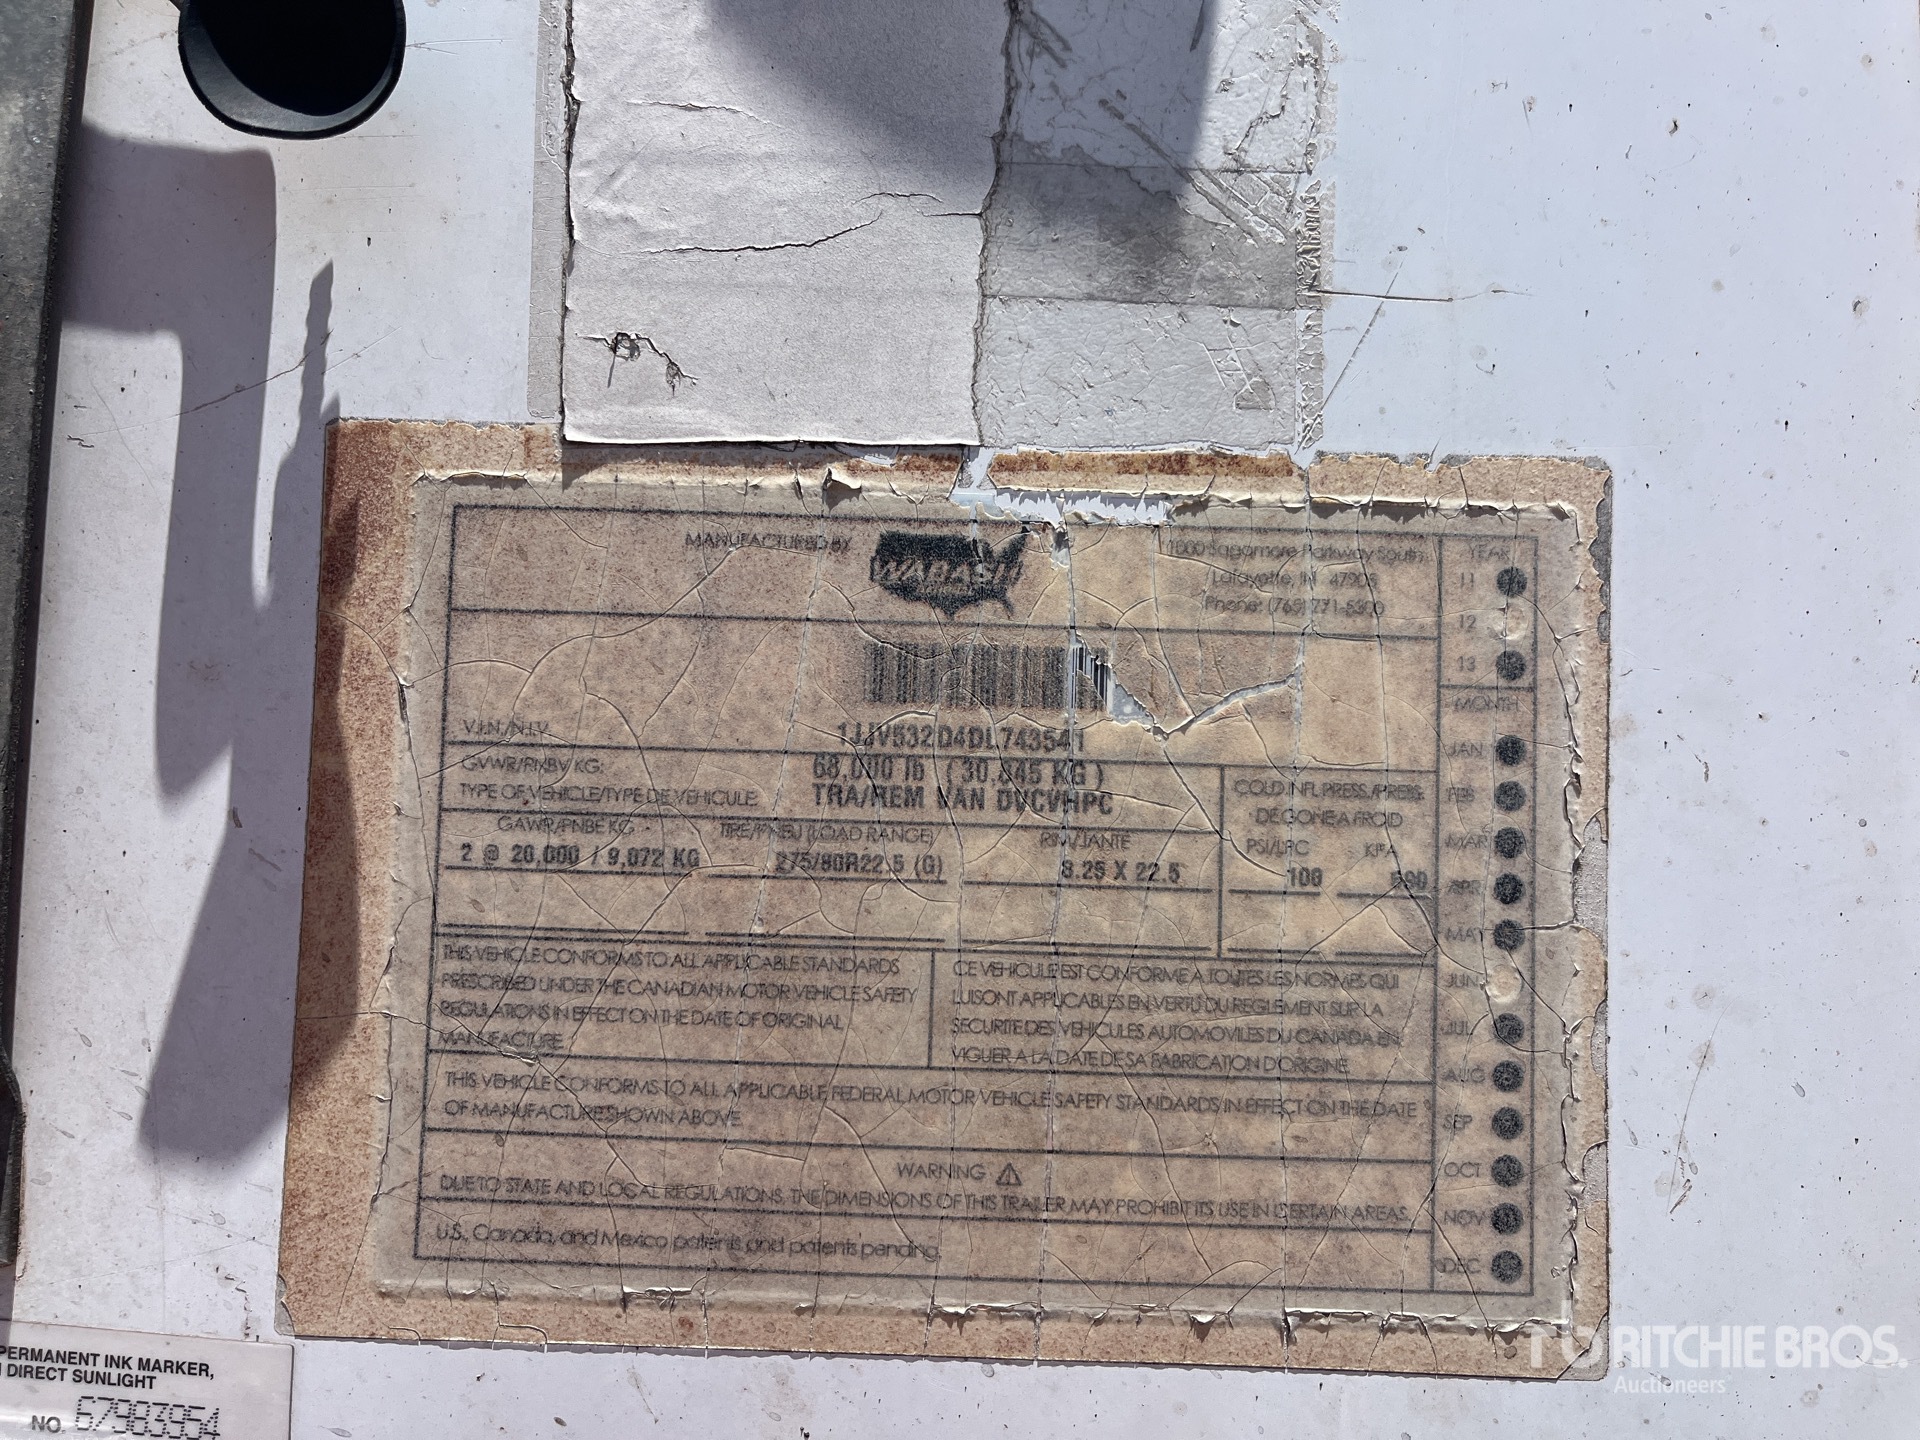 MANUFACTURED BY
WABASH
1000 Sagamore Parkway South
Lafayette, IN 47905
Phone: (765) 771-5300
YEAR
11
12
13
V.I.N./N.I.V.
1JJV532D4DL743541
GVWR/PNBV KG:
68,000 lb (30,845 KG)
TYPE OF VEHICLE/TYPE DE VEHICULE:
TRA/REM VAN DVCVHPC
GAWR/PNBE KG
TIRE/PNEU (LOAD RANGE)
RIM/JANTE
COLD INFL. PRESS./PRESS.
DE GONF. A FROID
PSI/LPC KPA
2 @ 20,000 / 9,072 KG
275/80R22.5 (G)
8.25 X 22.5
100
690
MONTH
JAN
FEB
MAR
APR
MAY
JUN
JUL
AUG
SEP
OCT
NOV
DEC
THIS VEHICLE CONFORMS TO ALL APPLICABLE STANDARDS
PRESCRIBED UNDER THE CANADIAN MOTOR VEHICLE SAFETY
REGULATIONS IN EFFECT ON THE DATE OF ORIGINAL
MANUFACTURE.
CE VEHICULE EST CONFORME A TOUTES LES NORMES QUI
LUI SONT APPLICABLES EN VERTU DU REGLEMENT SUR LA
SECURITE DES VEHICULES AUTOMOVILES DU CANADA EN
VIGUER A LA DATE DE SA FABRICATION D'ORIGINE.
THIS VEHICLE CONFORMS TO ALL APPLICABLE FEDERAL MOTOR VEHICLE SAFETY STANDARDS IN EFFECT ON THE DATE
OF MANUFACTURE SHOWN ABOVE
WARNING ⚠
DUE TO STATE AND LOCAL REGULATIONS, THE DIMENSIONS OF THIS TRAILER MAY PROHIBIT ITS USE IN CERTAIN AREAS.
U.S., Canada, and Mexico patents and patents pending.
PERMANENT INK MARKER,
DIRECT SUNLIGHT
NO. 67983954
RITCHIE BROS.
Auctioneers